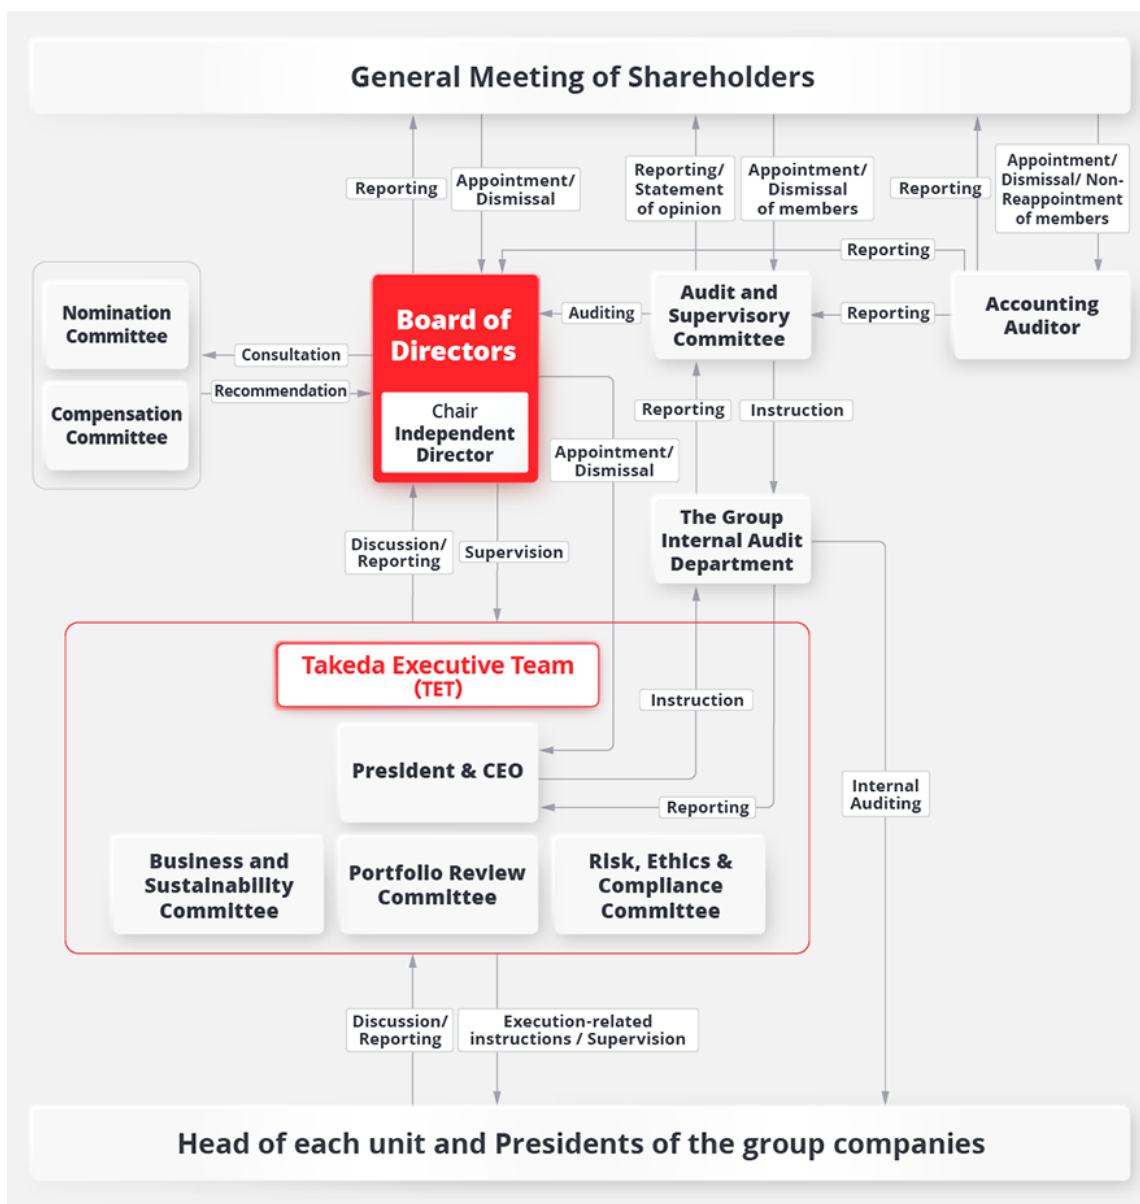 General Meeting of Shareholders
Reporting
Appointment/
Dismissal
Reporting/
Statement
of opinion
Appointment/
Dismissal
of members
Reporting
Appointment/
Dismissal/ Non-
Reappointment
of members
Reporting
Nomination
Committee
Compensation
Committee
Consultation
Recommendation
Board of
Directors
Chair
Independent
Director
Auditing
Audit and
Supervisory
Committee
Reporting
Accounting
Auditor
Reporting
Instruction
Appointment/
Dismissal
The Group
Internal Audit
Department
Discussion/
Reporting
Supervision
Takeda Executive Team
(TET)
Instruction
President & CEO
Reporting
Internal
Auditing
Business and
Sustainability
Committee
Portfolio Review
Committee
Risk, Ethics &
Compliance
Committee
Discussion/
Reporting
Execution-related
instructions / Supervision
Head of each unit and Presidents of the group companies